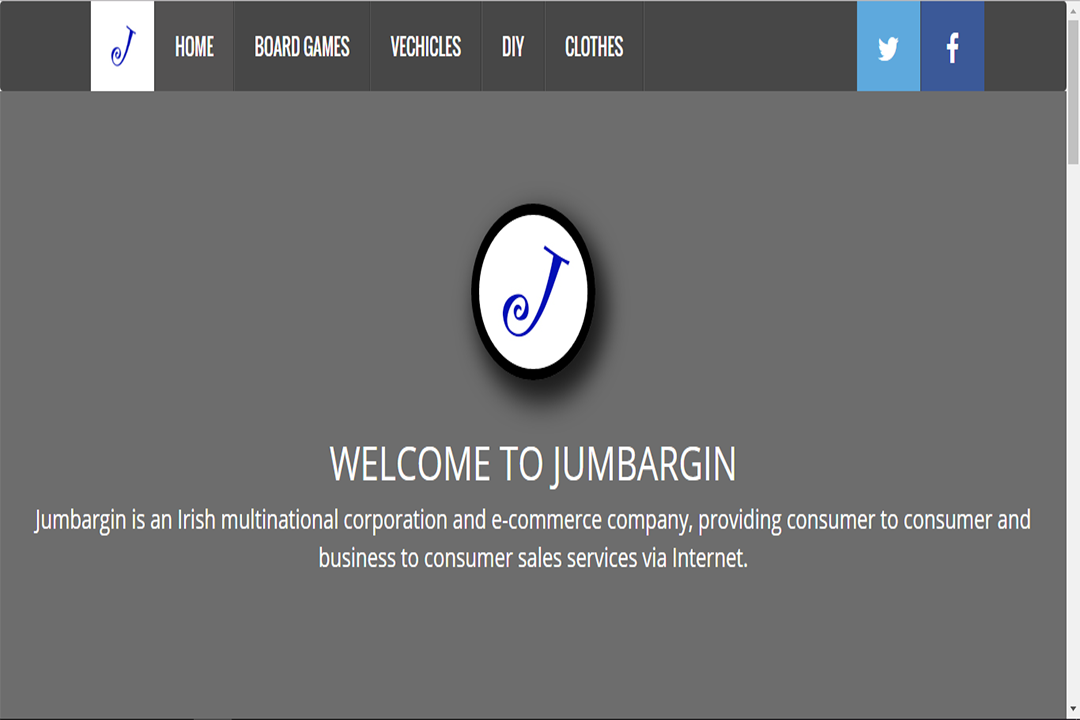 J HOME BOARD GAMES VECHICLES DIY CLOTHES
J
WELCOME TO JUMBARGIN
Jumbargin is an Irish multinational corporation and e-commerce company, providing consumer to consumer and
business to consumer sales services via Internet.